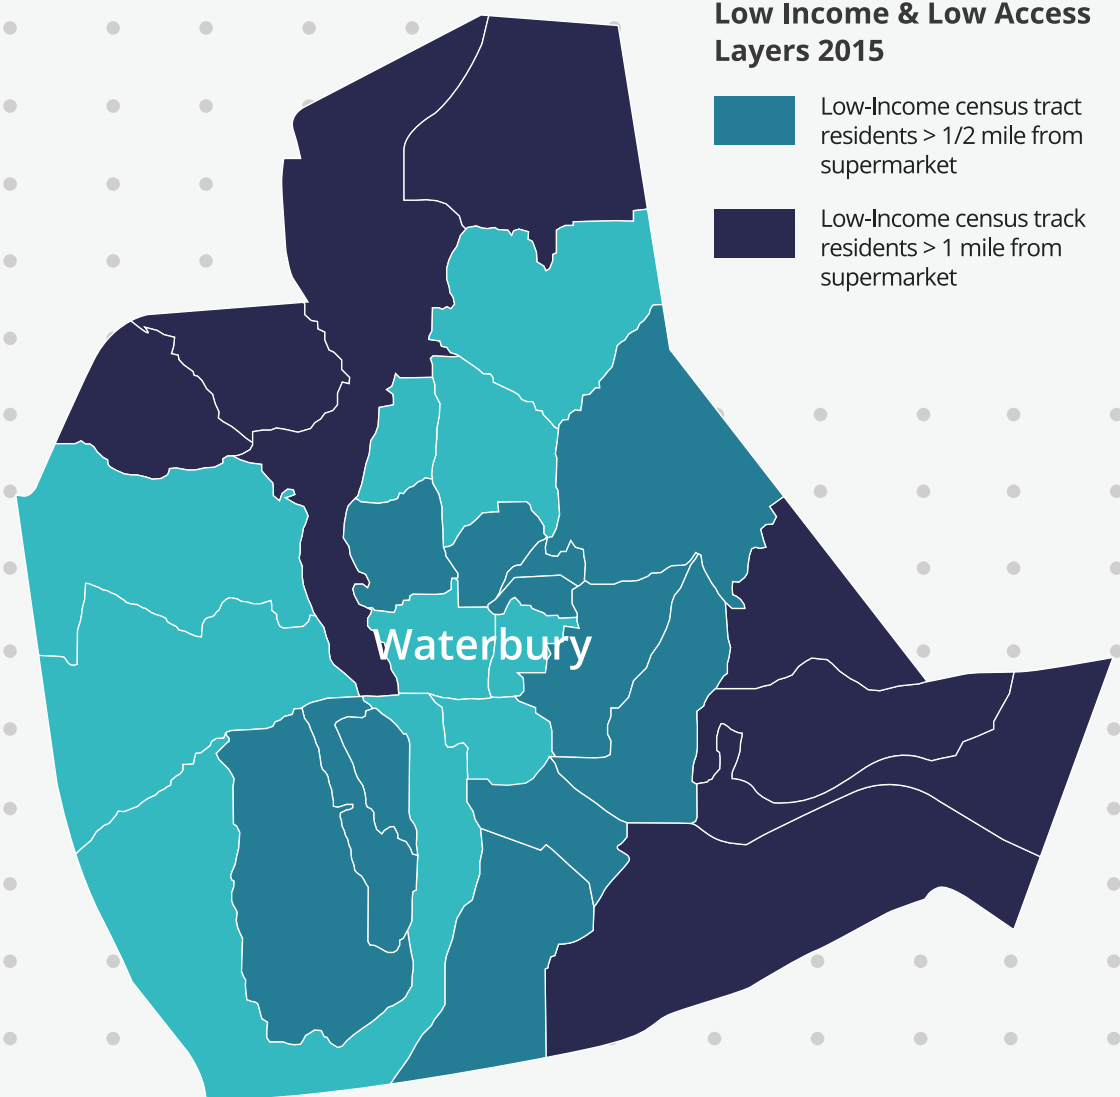 Low Income & Low Access
Layers 2015
Low-Income census tract
residents > 1/2 mile from
supermarket
Low-Income census track
residents > 1 mile from
supermarket
Waterbury